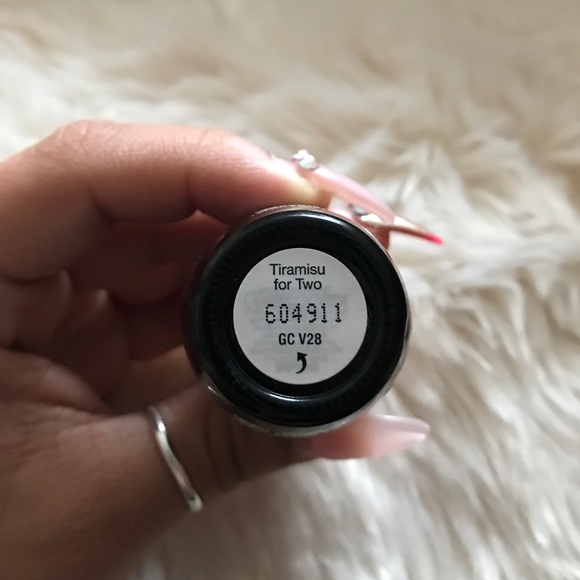 Tiramisu
for Two
604911
GC V28